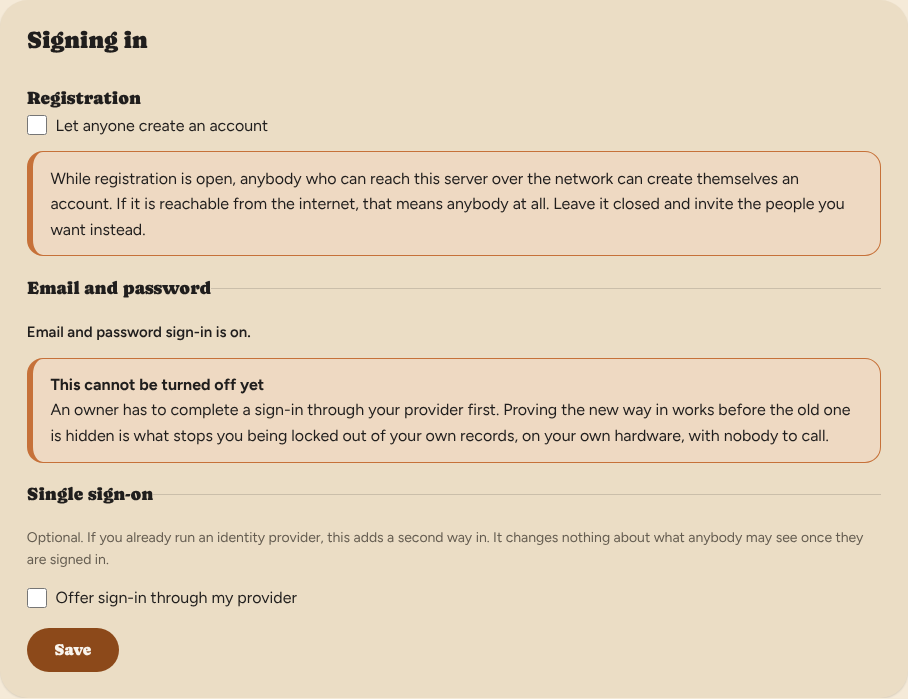 Signing in
Registration
Let anyone create an account
While registration is open, anybody who can reach this server over the network can create themselves an
account. If it is reachable from the internet, that means anybody at all. Leave it closed and invite the people you
want instead.
Email and password
Email and password sign-in is on.
This cannot be turned off yet
An owner has to complete a sign-in through your provider first. Proving the new way in works before the old one
is hidden is what stops you being locked out of your own records, on your own hardware, with nobody to call.
Single sign-on
Optional. If you already run an identity provider, this adds a second way in. It changes nothing about what anybody may see once they
are signed in.
Offer sign-in through my provider
Save